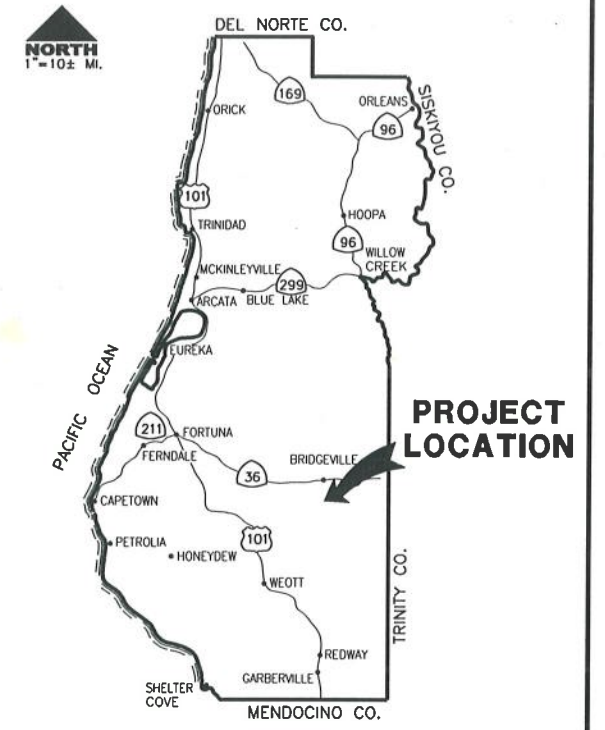 DEL NORTE CO.
NORTH
1"=10± MI.
169
ORLEANS
SISKIYOU CO.
96
ORICK
101
HOOPA
TRINIDAD
96
WILLOW
CREEK
MCKINLEYVILLE
299
ARCATA
BLUE LAKE
EUREKA
PACIFIC OCEAN
PROJECT
LOCATION
211
FORTUNA
FERNDALE
BRIDGEVILLE
36
CAPETOWN
101
PETROLIA
HONEYDEW
WEOTT
TRINITY CO.
REDWAY
GARBERVILLE
SHELTER
COVE
MENDOCINO CO.